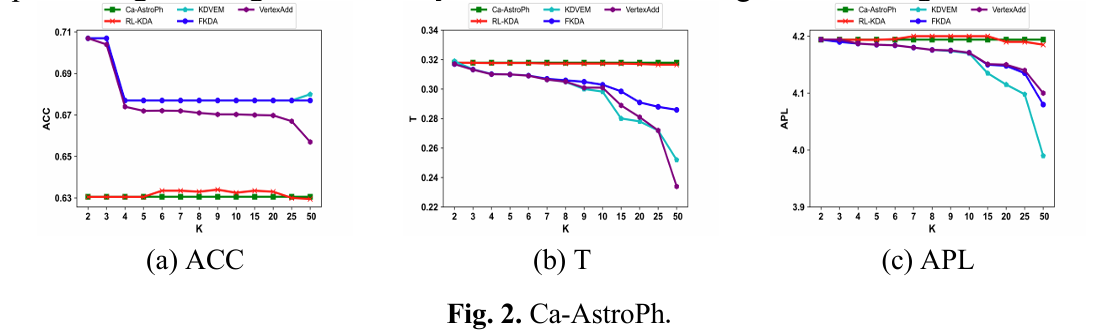 Ca-AstroPh KDVEM VertexAdd
RL-KDA FKDA
0.71
0.69
0.67
0.65
0.63
ACC
2 3 4 5 6 7 8 9 10 15 20 25 50
K
(a) ACC
Ca-AstroPh KDVEM VertexAdd
RL-KDA FKDA
0.34
0.32
0.30
0.28
0.26
0.24
0.22
T
2 3 4 5 6 7 8 9 10 15 20 25 50
K
(b) T
Ca-AstroPh KDVEM VertexAdd
RL-KDA FKDA
4.2
4.1
4.0
3.9
APL
2 3 4 5 6 7 8 9 10 15 20 25 50
K
(c) APL
Fig. 2. Ca-AstroPh.